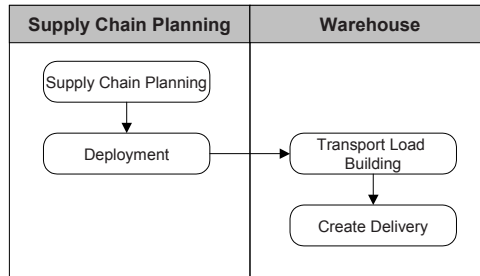 Supply Chain Planning
Warehouse
Supply Chain Planning
Deployment
Transport Load
Building
Create Delivery